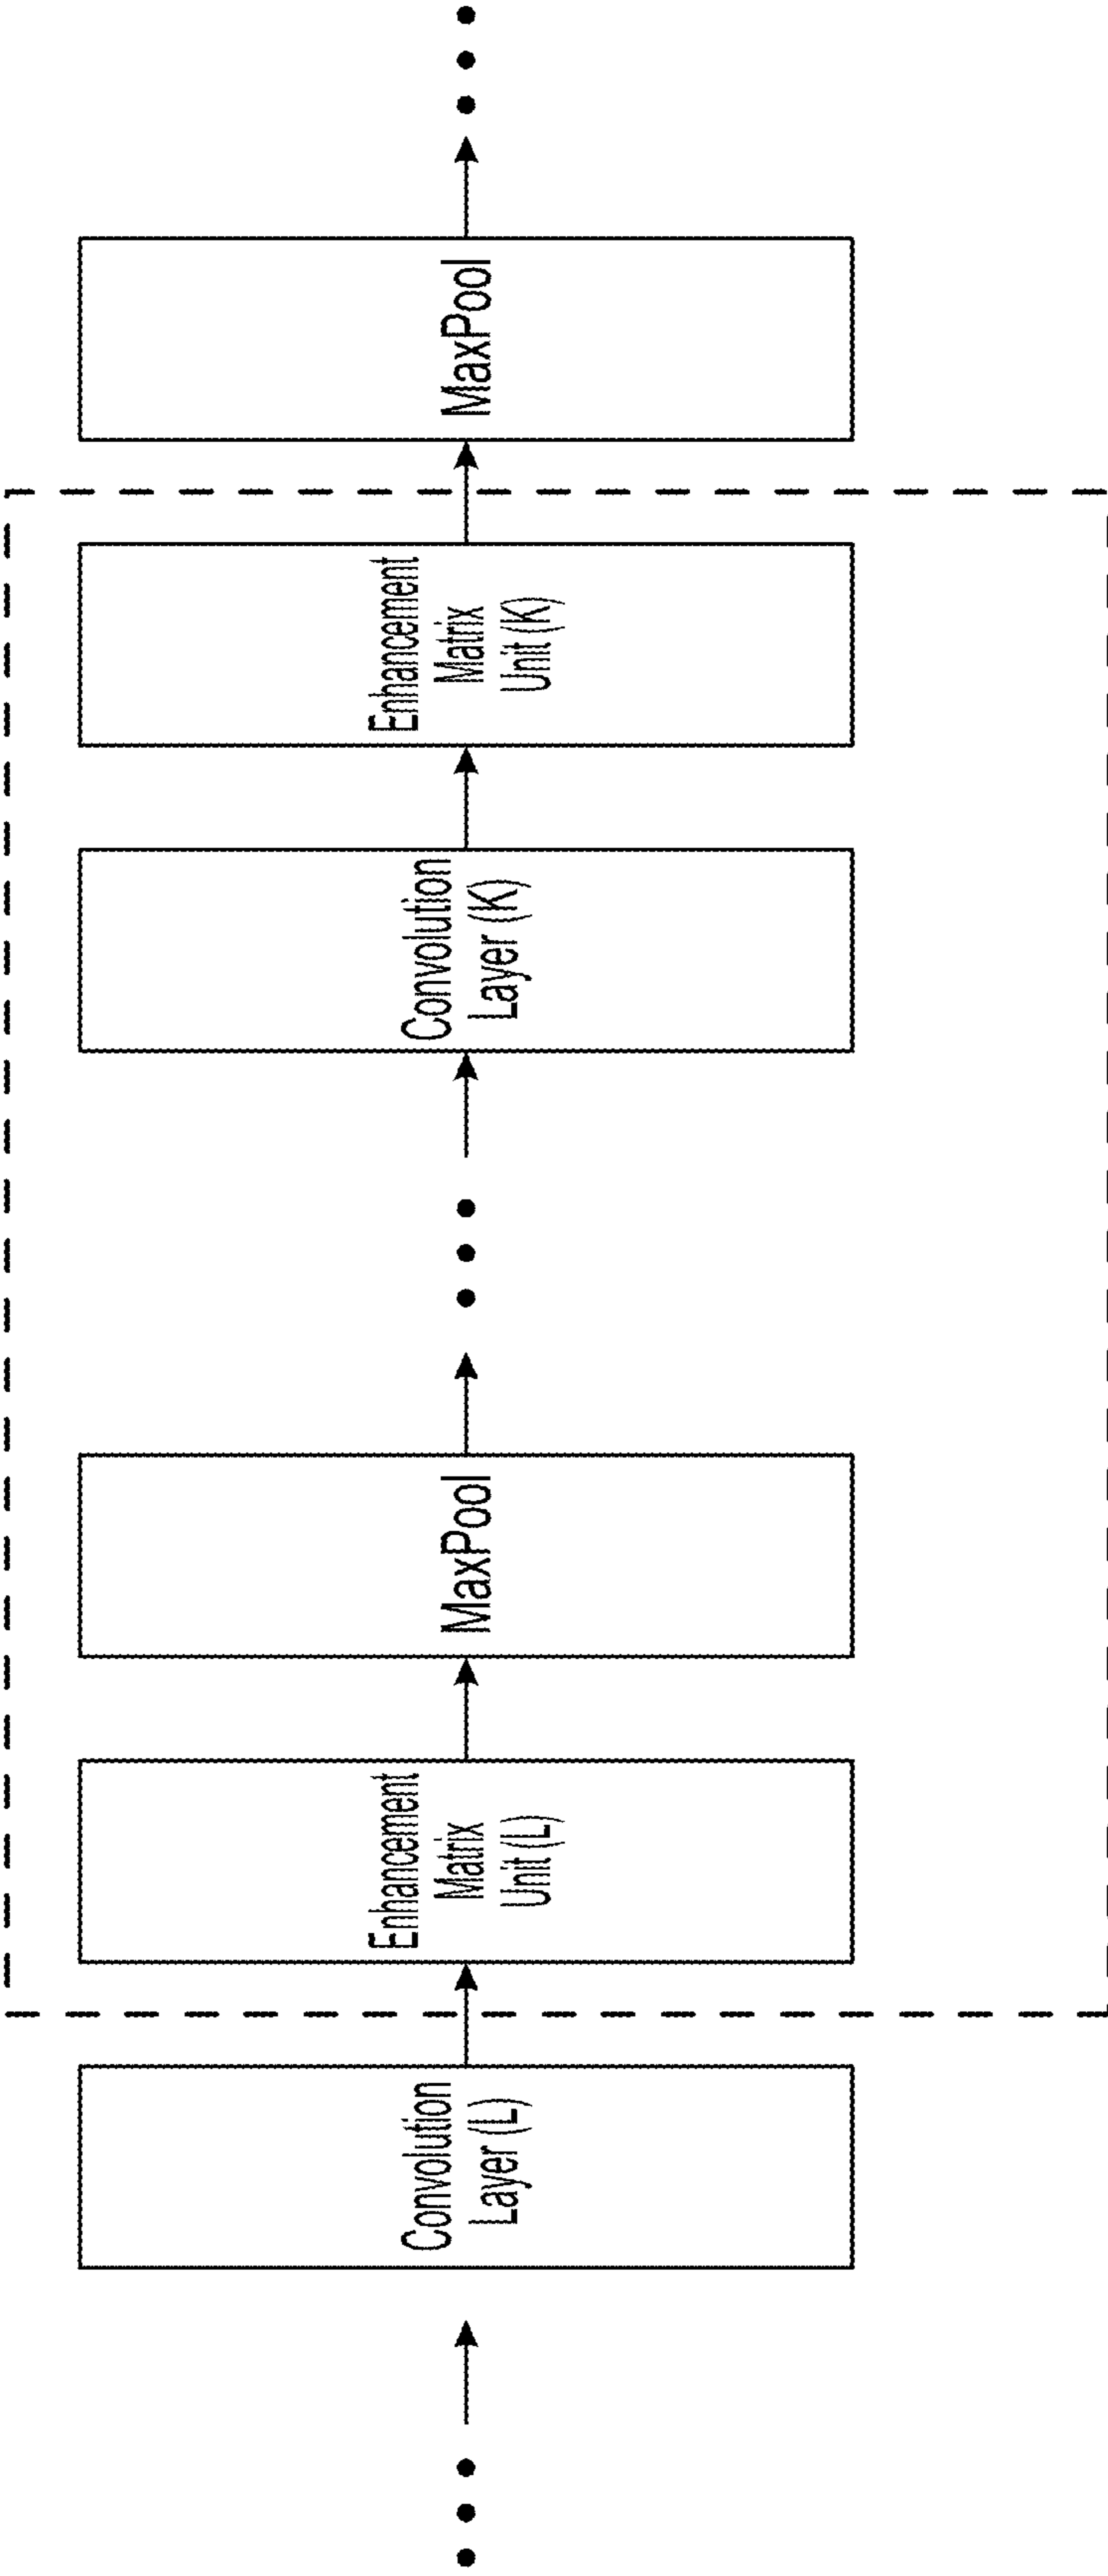 Convolution
Layer (L)
Enhancement
Matrix
Unit (L)
MaxPool
Convolution
Layer (K)
Enhancement
Matrix
Unit (K)
MaxPool